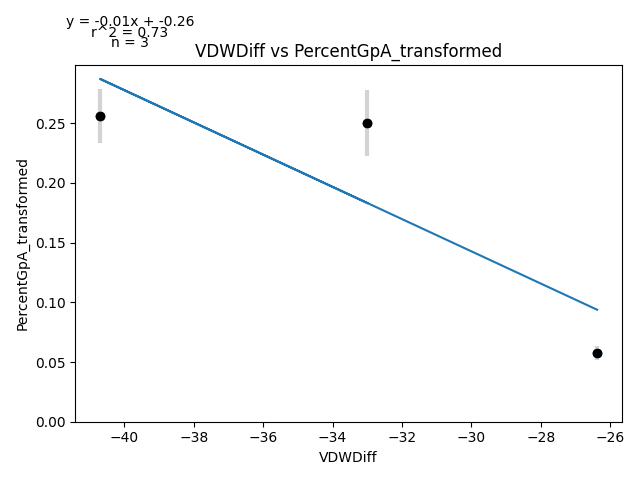 y = -0.01x + -0.26
r^2 = 0.73
n = 3
VDWDiff vs PercentGpA_transformed
PercentGpA_transformed
0.25
0.20
0.15
0.10
0.05
0.00
−40
−38
−36
−34
−32
−30
−28
−26
VDWDiff